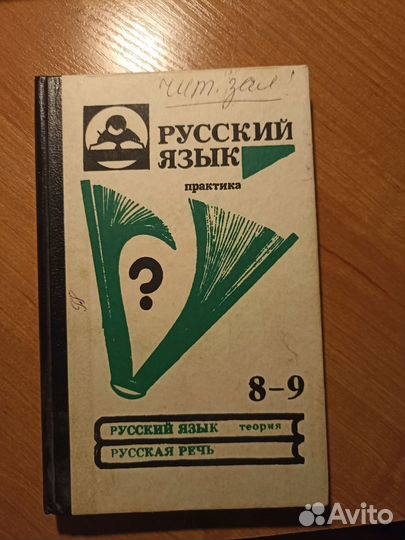 чит. зал!
РУССКИЙ
ЯЗЫК
практика
?
8-9
РУССКИЙ ЯЗЫК теория
РУССКАЯ РЕЧЬ
Avito